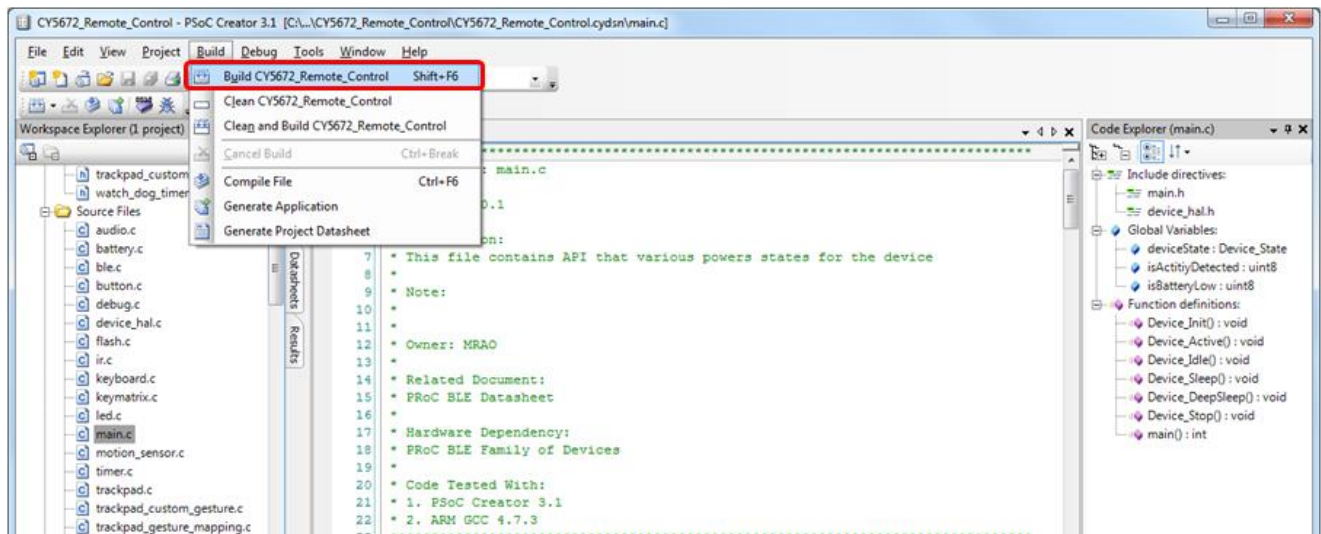 CY5672_Remote_Control - PSoC Creator 3.1 [C:\...\CY5672_Remote_Control\CY5672_Remote_Control.cydsn\main.c]
File Edit View Project Build Debug Tools Window Help
Build CY5672_Remote_Control Shift+F6
Clean CY5672_Remote_Control
Clean and Build CY5672_Remote_Control
Cancel Build Ctrl+Break
Compile File Ctrl+F6
Generate Application
Generate Project Datasheet
Workspace Explorer (1 project)
trackpad_custom
watch_dog_timer
Source Files
audio.c
battery.c
ble.c
button.c
debug.c
device_hal.c
flash.c
ir.c
keyboard.c
keymatrix.c
led.c
main.c
motion_sensor.c
timer.c
trackpad.c
trackpad_custom_gesture.c
trackpad_gesture_mapping.c
Datasheets
Results
: main.c
0.1
on:
7 * This file contains API that various powers states for the device
8 *
9 * Note:
10 *
11 *
12 * Owner: MRAO
13 *
14 * Related Document:
15 * PRoC BLE Datasheet
16 *
17 * Hardware Dependency:
18 * PRoC BLE Family of Devices
19 *
20 * Code Tested With:
21 * 1. PSoC Creator 3.1
22 * 2. ARM GCC 4.7.3
Code Explorer (main.c)
Include directives:
main.h
device_hal.h
Global Variables:
deviceState : Device_State
isActitiyDetected : uint8
isBatteryLow : uint8
Function definitions:
Device_Init() : void
Device_Active() : void
Device_Idle() : void
Device_Sleep() : void
Device_DeepSleep() : void
Device_Stop() : void
main() : int